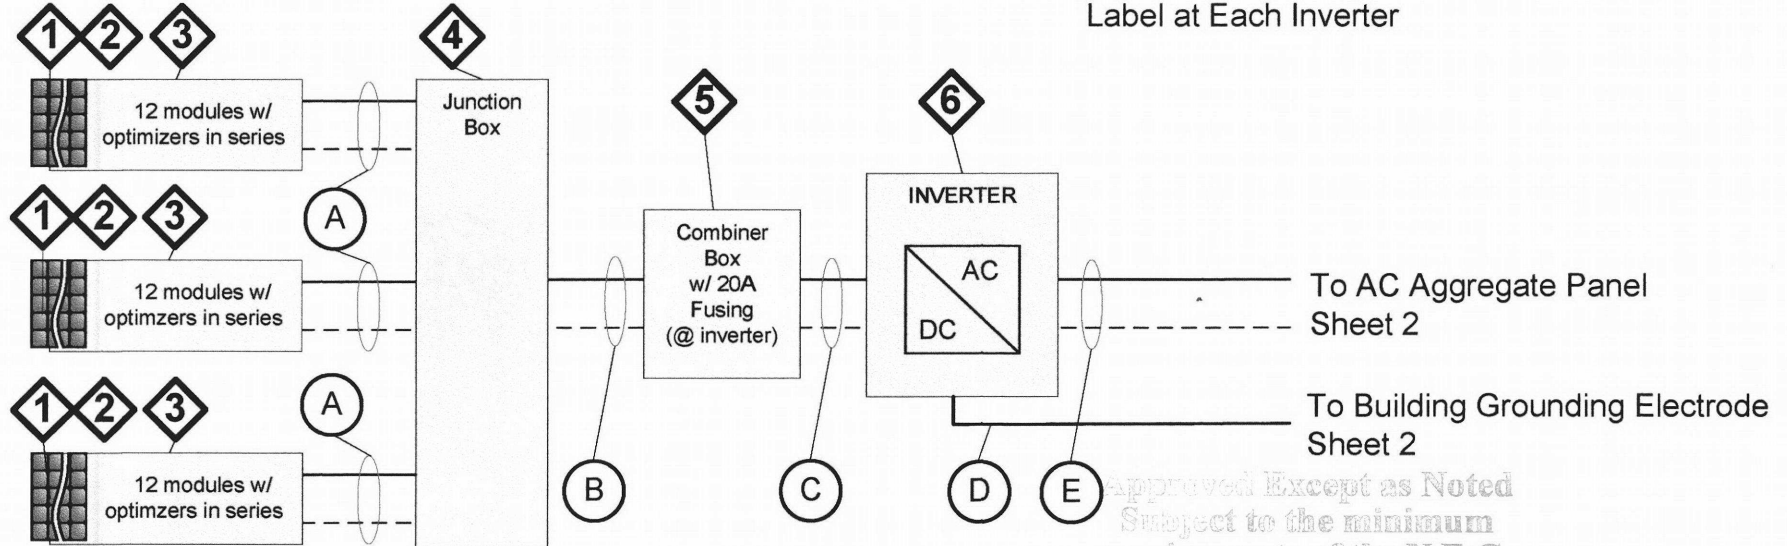 Label at Each Inverter
1 2 3
4
5
6
12 modules w/
optimizers in series
Junction
Box
A
1 2 3
12 modules w/
optimzers in series
Combiner
Box
w/ 20A
Fusing
(@ inverter)
INVERTER
AC
DC
To AC Aggregate Panel
Sheet 2
A
1 2 3
12 modules w/
optimzers in series
To Building Grounding Electrode
Sheet 2
B
C
D
E
Approved Except as Noted
Subject to the minimum